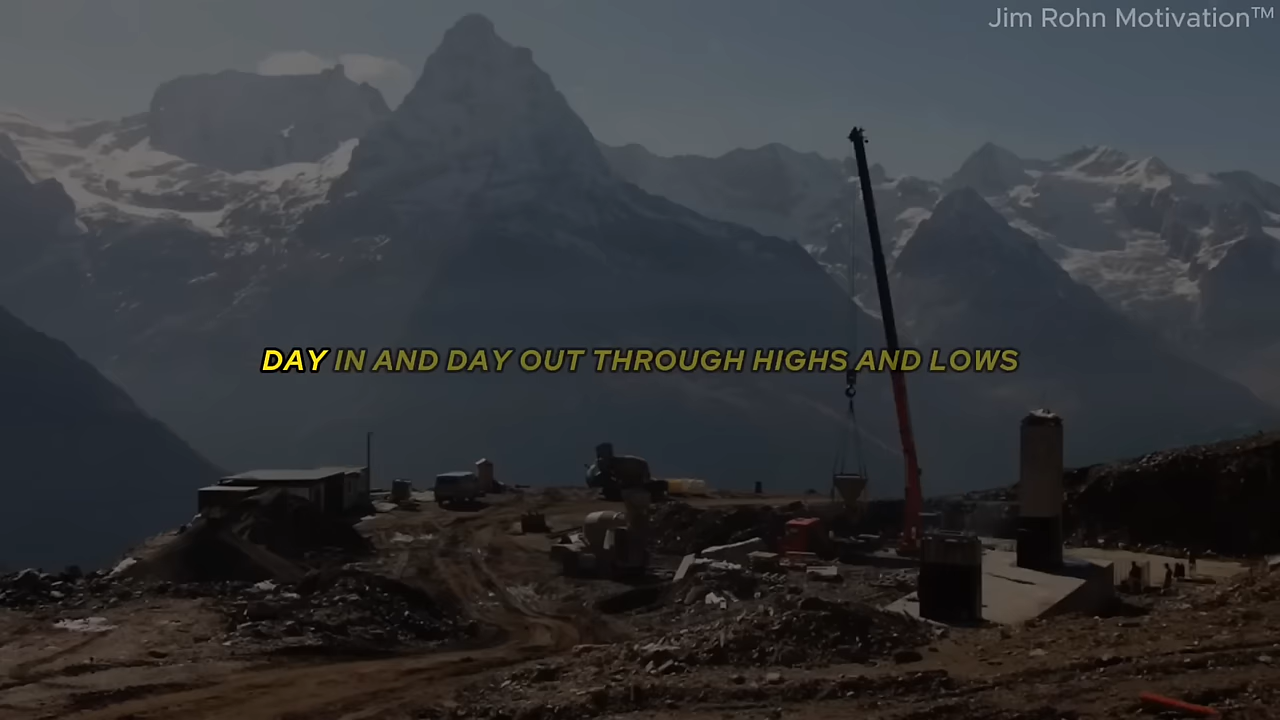 Jim Rohn Motivation™
DAY IN AND DAY OUT THROUGH HIGHS AND LOWS